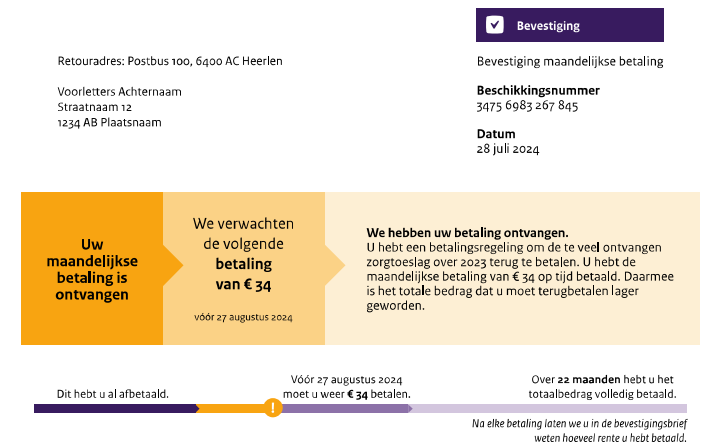 Bevestiging
Retouradres: Postbus 100, 6400 AC Heerlen
Voorletters Achternaam
Straatnaam 12
1234 AB Plaatsnaam
Bevestiging maandelijkse betaling
Beschikkingsnummer
3475 6983 267 845
Datum
28 juli 2024
Uw
maandelijkse
betaling is
ontvangen
We verwachten
de volgende
betaling
van € 34
vóór 27 augustus 2024
We hebben uw betaling ontvangen.
U hebt een betalingsregeling om de te veel ontvangen
zorgtoeslag over 2023 terug te betalen. U hebt de
maandelijkse betaling van € 34 op tijd betaald. Daarmee
is het totale bedrag dat u moet terugbetalen lager
geworden.
Dit hebt u al afbetaald.
Vóór 27 augustus 2024
moet u weer € 34 betalen.
Over 22 maanden hebt u het
totaalbedrag volledig betaald.
!
Na elke betaling laten we u in de bevestigingsbrief
weten hoeveel rente u hebt betaald.